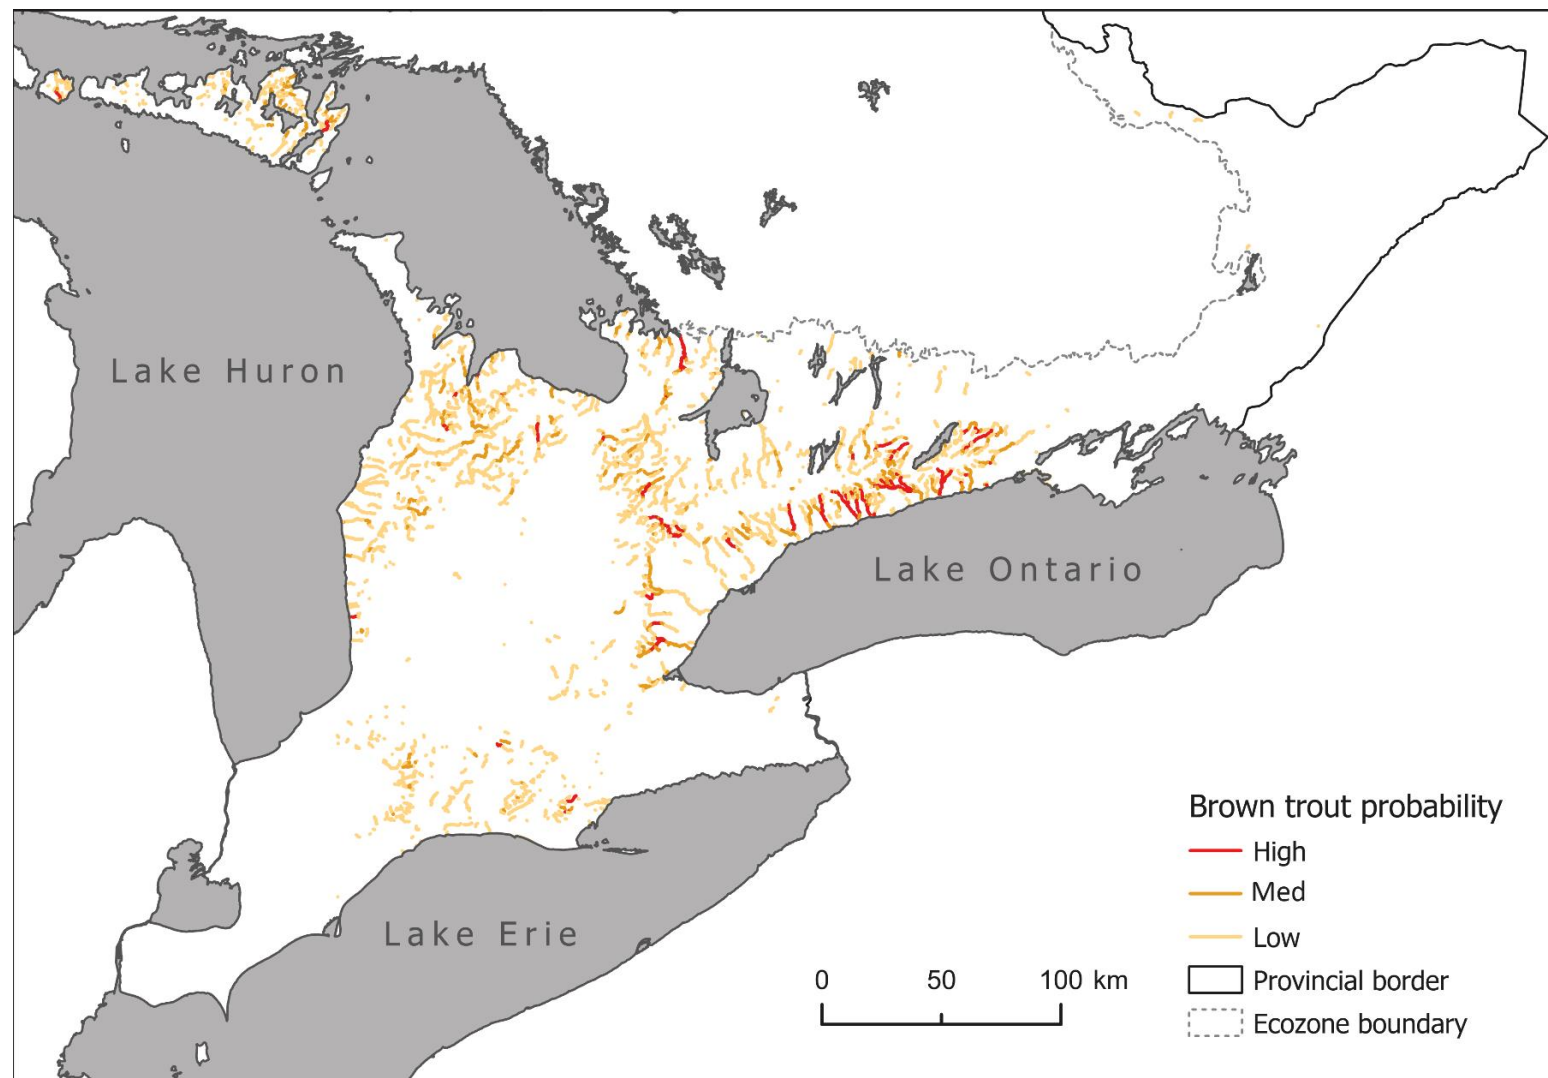 Lake Huron
Lake Ontario
Lake Erie
Brown trout probability
High
Med
Low
Provincial border
Ecozone boundary
0 50 100 km